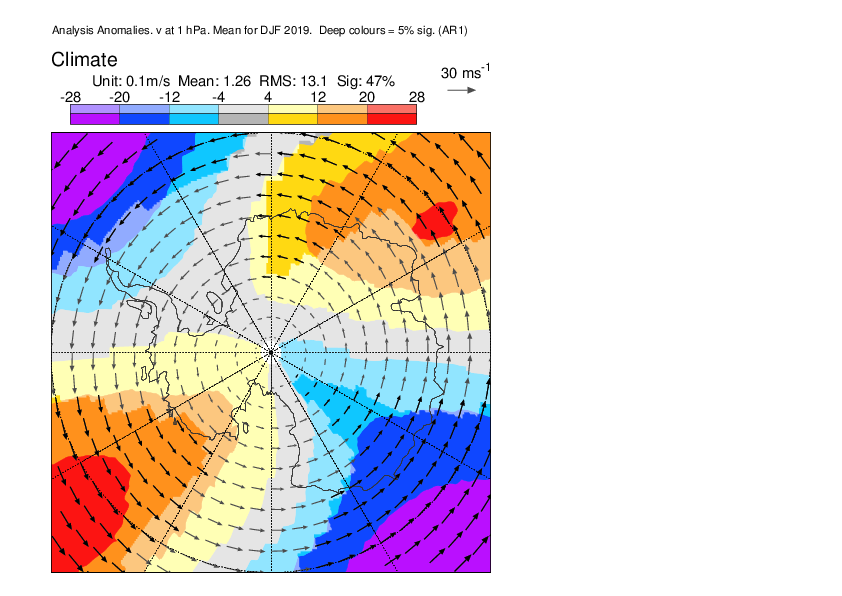 Analysis Anomalies. v at 1 hPa. Mean for DJF 2019. Deep colours = 5% sig. (AR1)
Climate
Unit: 0.1m/s Mean: 1.26 RMS: 13.1 Sig: 47%
30 ms-1
-28 -20 -12 -4 4 12 20 28